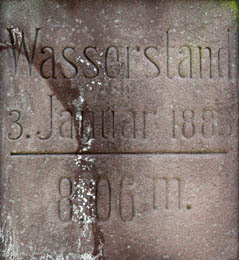 Wasserstand
3. Januar 1883
8.06 m.